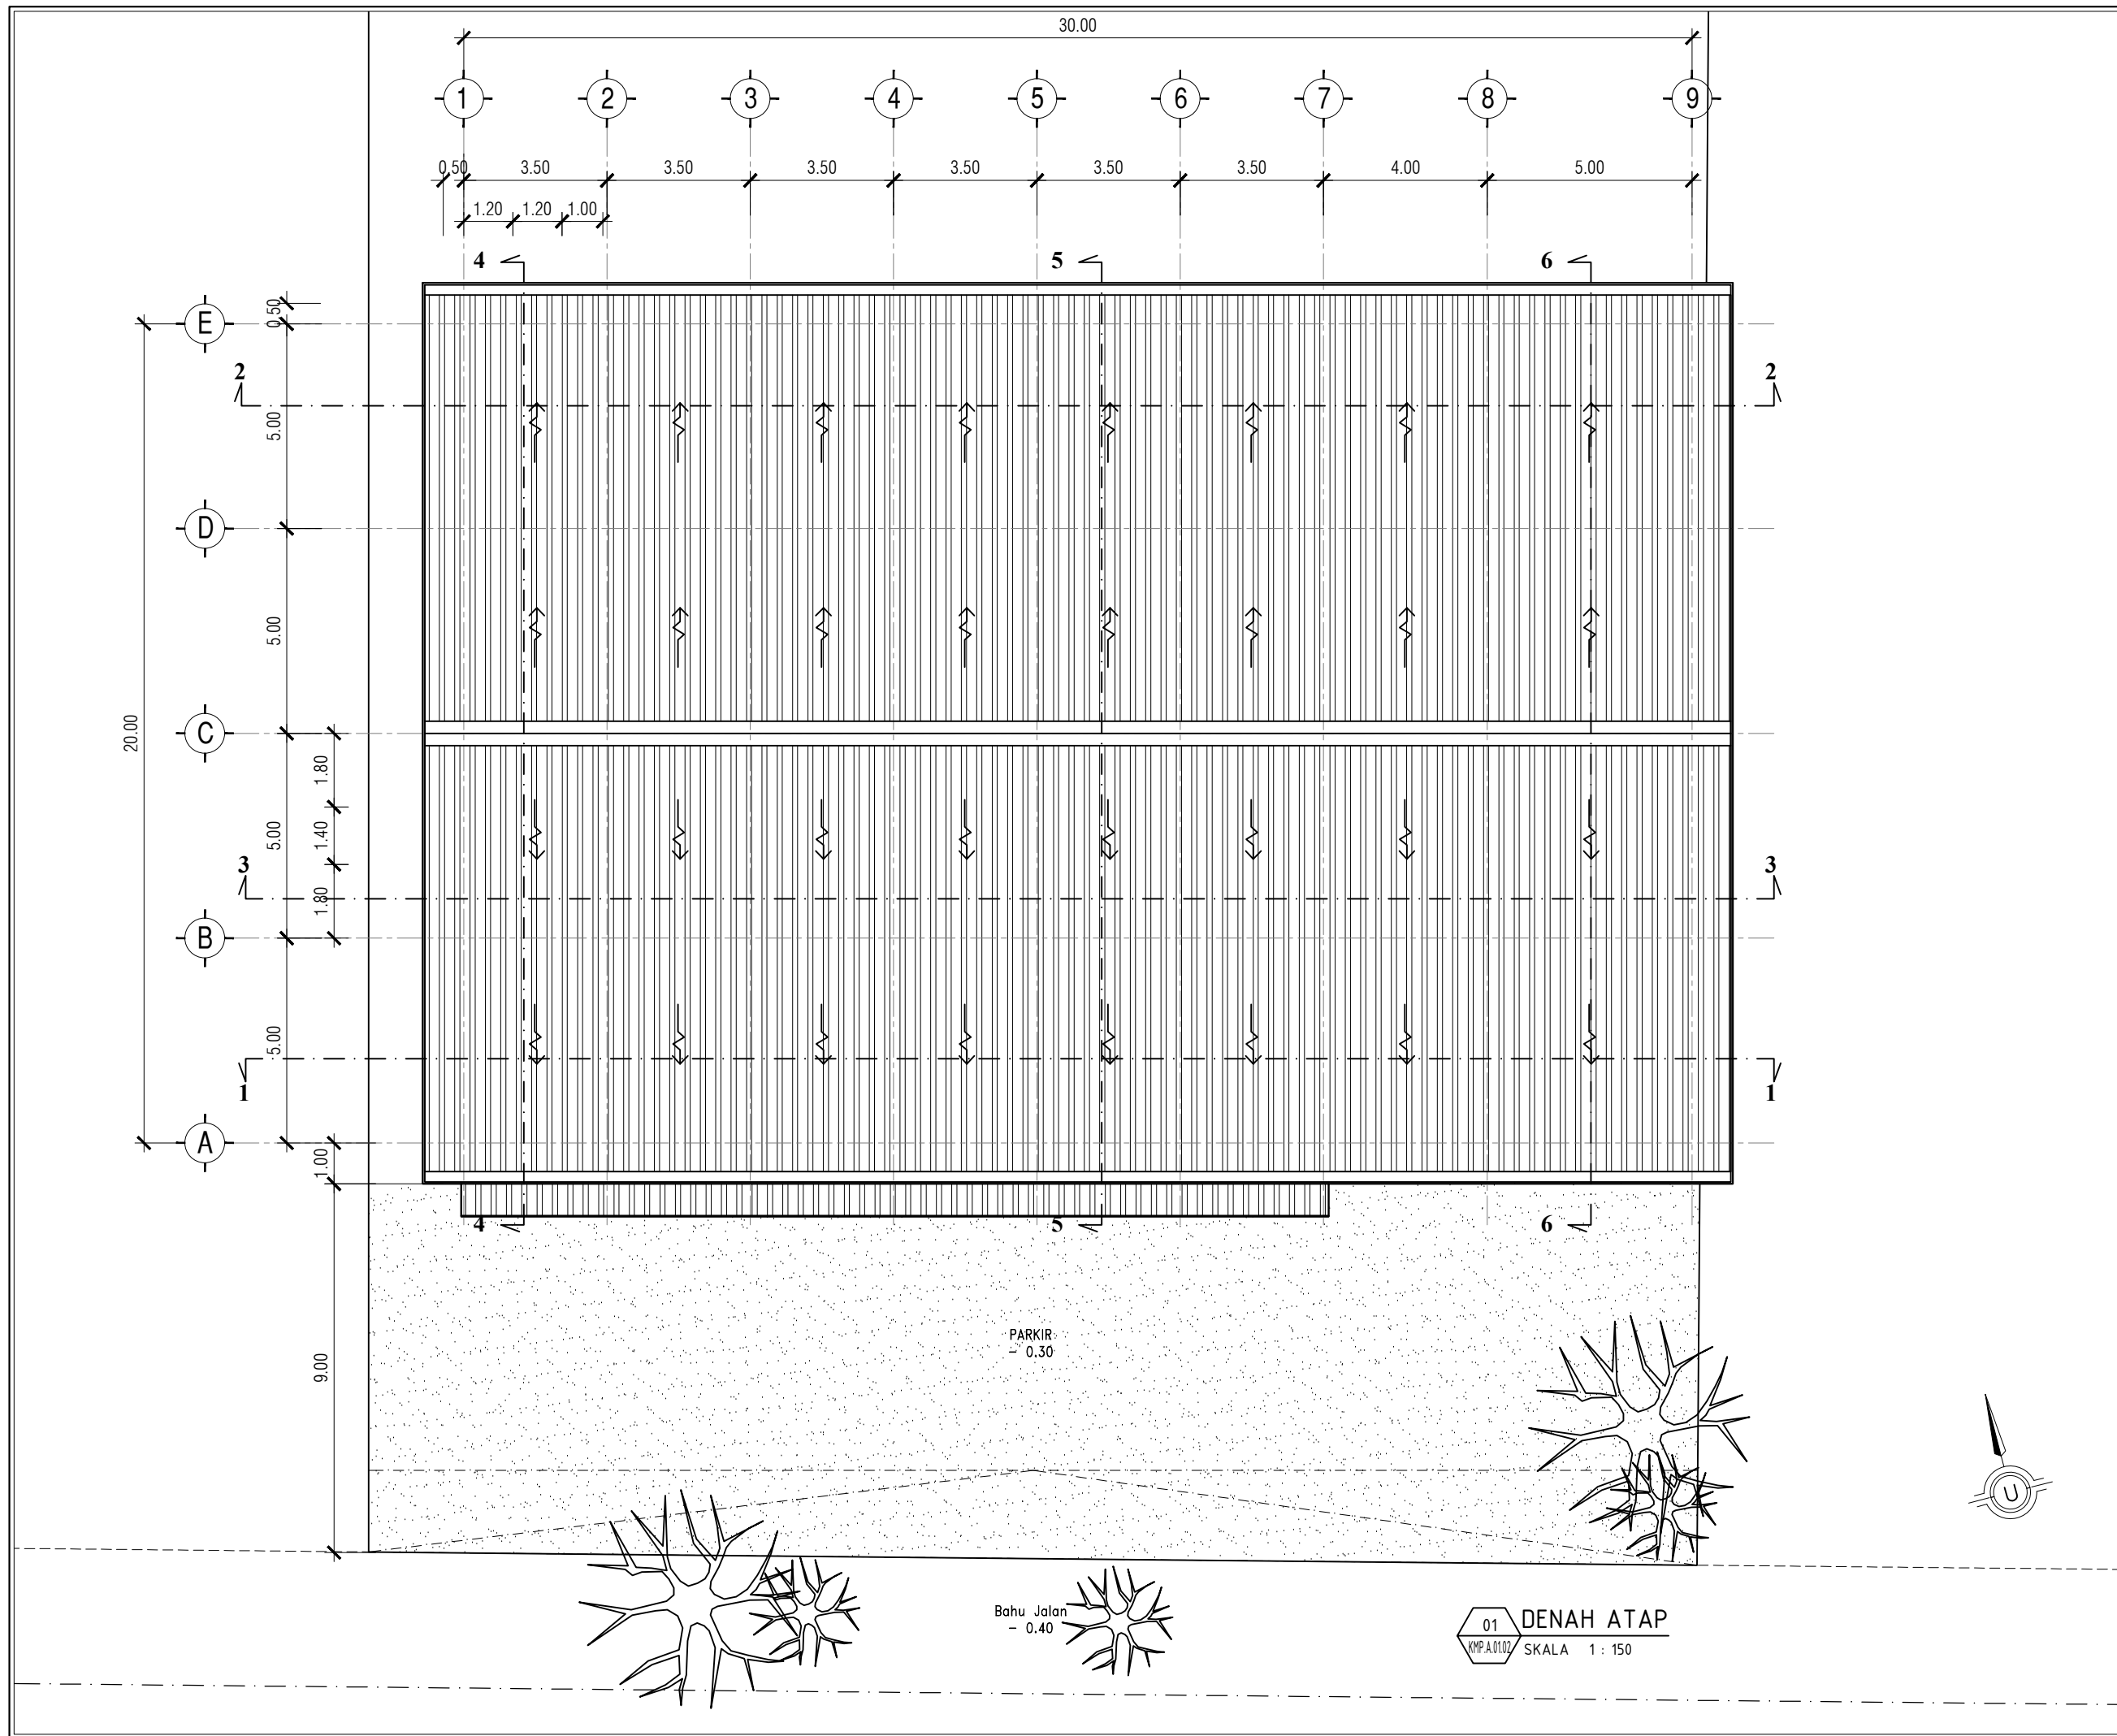 30.00
1 2 3 4 5 6 7 8 9
0.50 3.50 3.50 3.50 3.50 3.50 3.50 4.00 5.00
1.20 1.20 1.00
4 5 6
E
0.50
2 2
5.00
D
5.00
C
20.00
1.80
5.00
1.40
3 3
1.80
B
5.00
1 1
A
1.00
4 5 6
PARKIR
- 0.30
9.00
U
Bahu Jalan
- 0.40
01 DENAH ATAP
KMP.A.01.02 SKALA 1 : 150